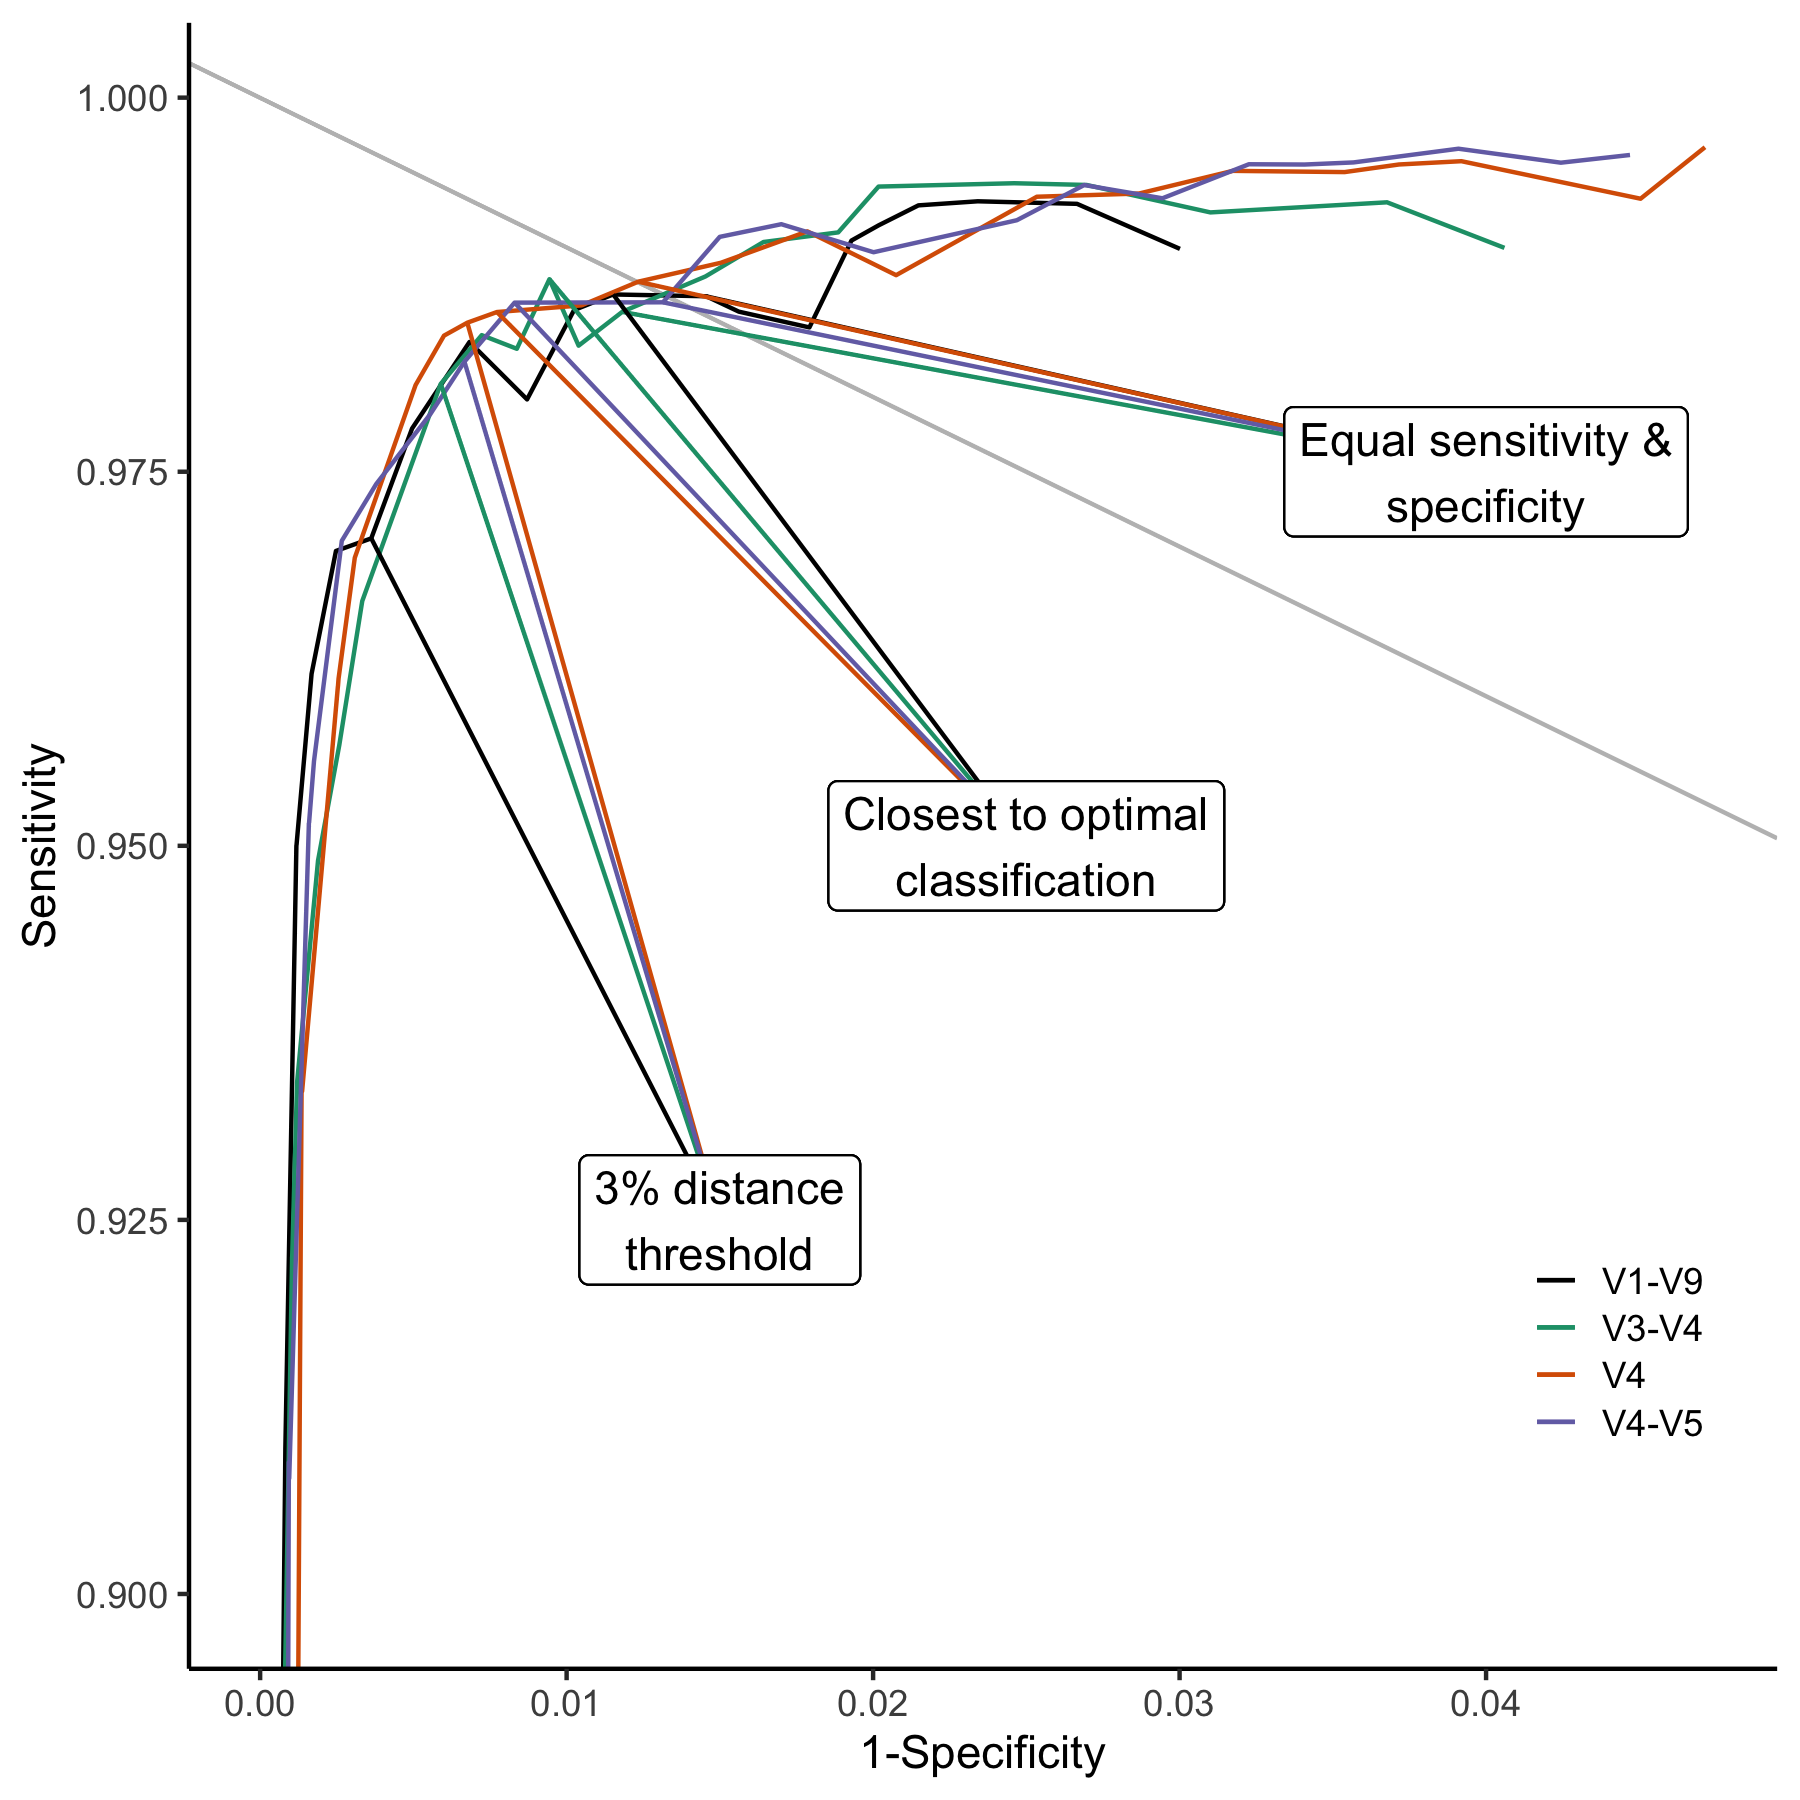 1.000
0.975
0.950
0.925
0.900
Sensitivity
Equal sensitivity &
specificity
Closest to optimal
classification
3% distance
threshold
V1-V9
V3-V4
V4
V4-V5
0.00
0.01
0.02
0.03
0.04
1-Specificity